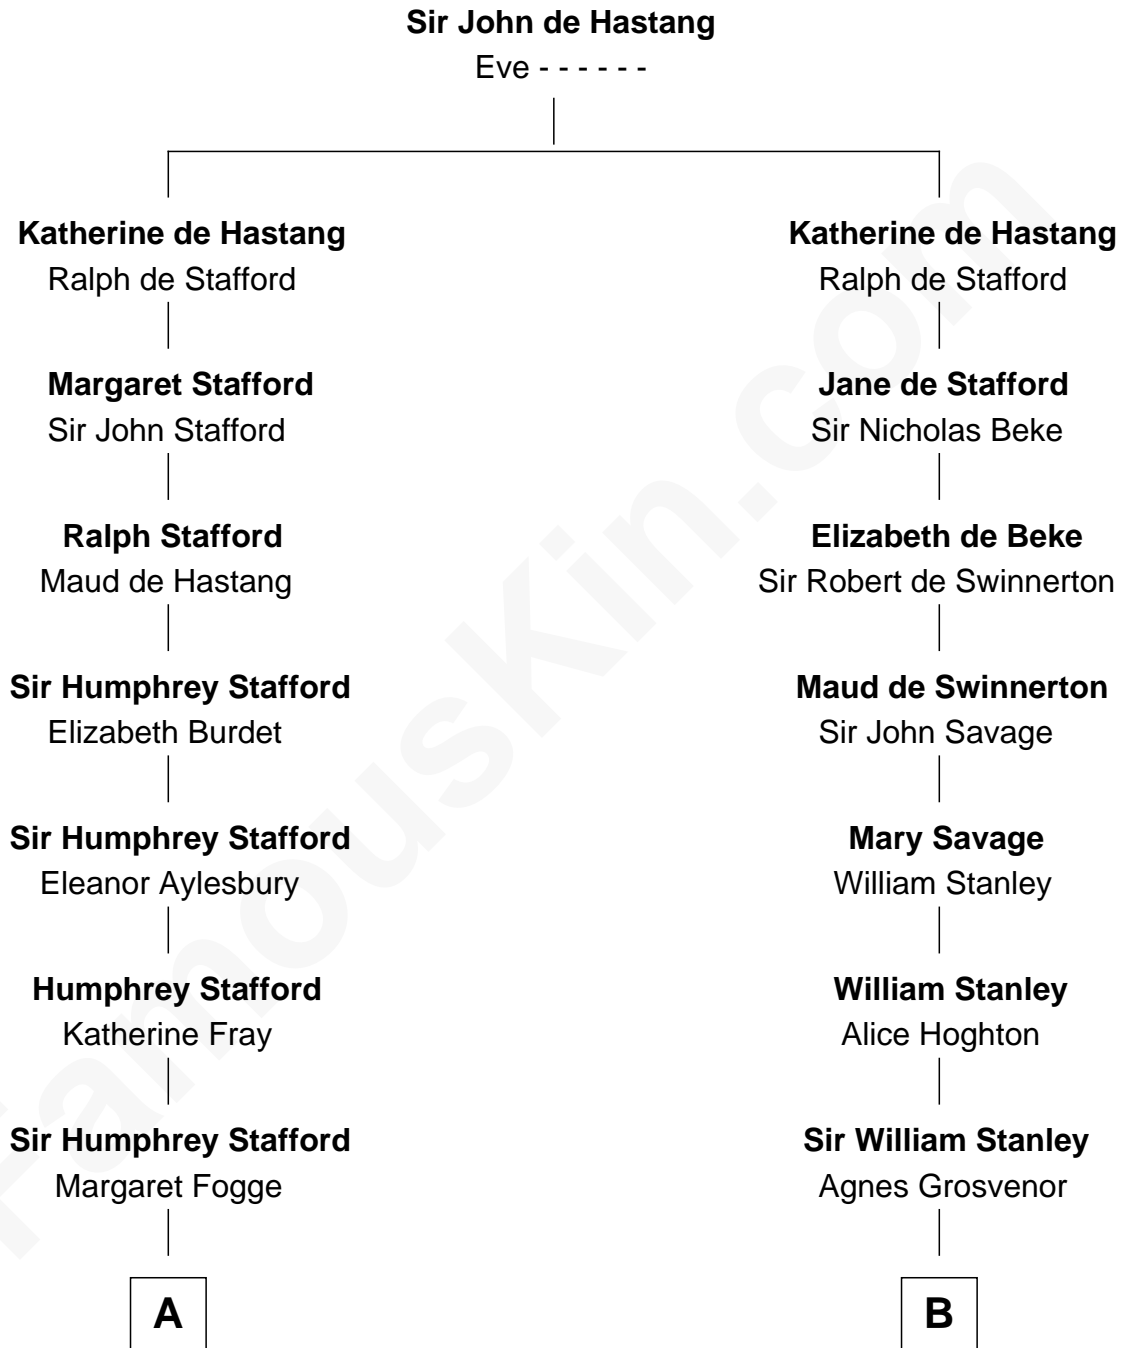 Sir John de Hastang
Eve - - - - - -
Katherine de Hastang
Ralph de Stafford
Katherine de Hastang
Ralph de Stafford
Margaret Stafford
Sir John Stafford
Jane de Stafford
Sir Nicholas Beke
Ralph Stafford
Maud de Hastang
Elizabeth de Beke
Sir Robert de Swinnerton
Sir Humphrey Stafford
Elizabeth Burdet
Maud de Swinnerton
Sir John Savage
Sir Humphrey Stafford
Eleanor Aylesbury
Mary Savage
William Stanley
Humphrey Stafford
Katherine Fray
William Stanley
Alice Hoghton
Sir Humphrey Stafford
Margaret Fogge
Sir William Stanley
Agnes Grosvenor
A
B
FamousKin.com